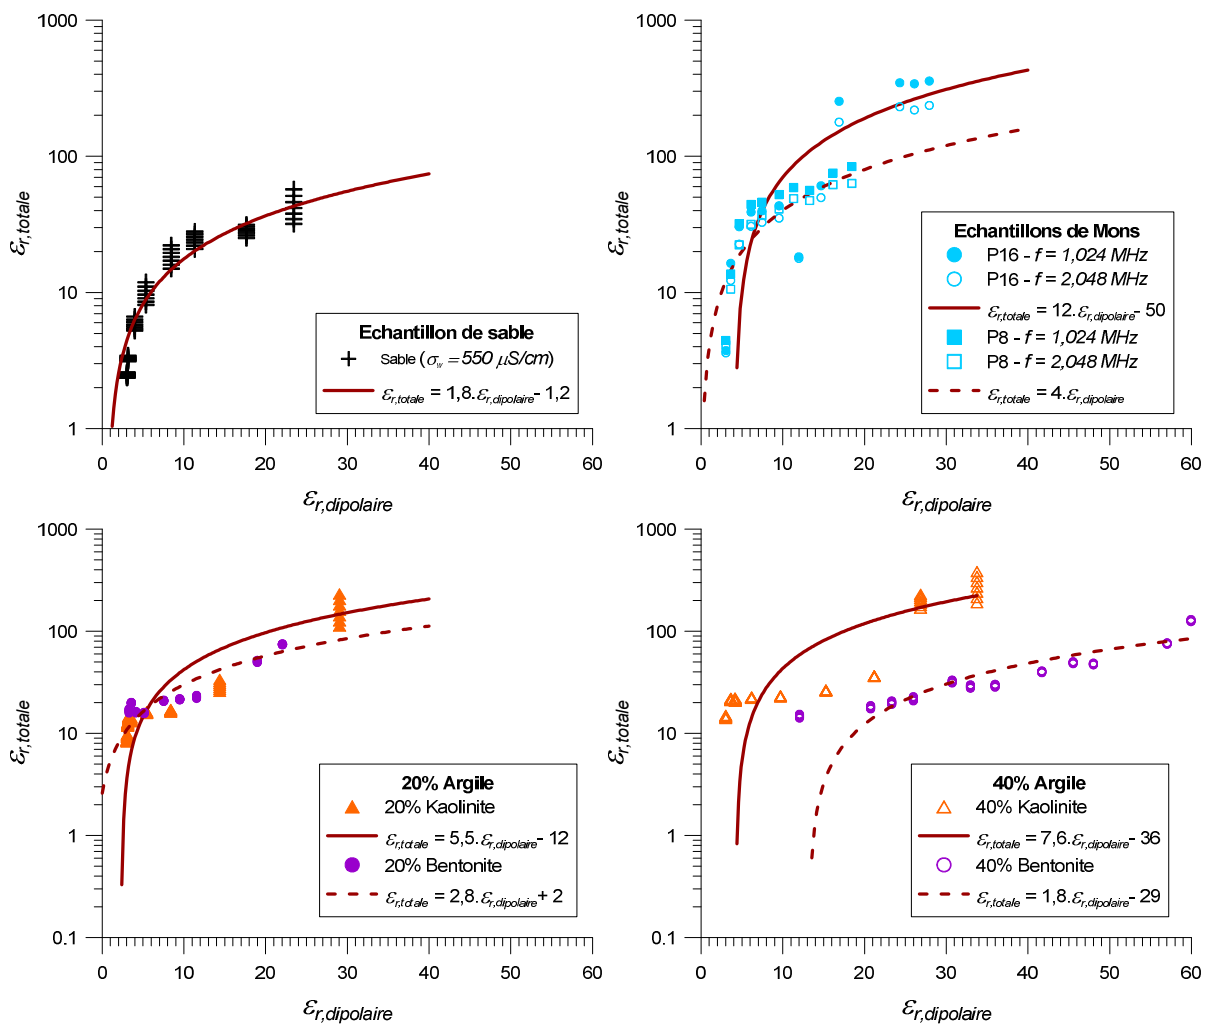 1000
100
10
1
εr,totale
0
10
20
30
40
50
60
εr,dipolaire
Echantillon de sable
Sable (σw = 550 μS/cm)
εr,totale = 1,8.εr,dipolaire - 1,2
1000
100
10
1
εr,totale
0
10
20
30
40
50
60
εr,dipolaire
Echantillons de Mons
P16 - f = 1,024 MHz
P16 - f = 2,048 MHz
εr,totale = 12.εr,dipolaire - 50
P8 - f = 1,024 MHz
P8 - f = 2,048 MHz
εr,totale = 4.εr,dipolaire
1000
100
10
1
0.1
εr,totale
0
10
20
30
40
50
60
εr,dipolaire
20% Argile
20% Kaolinite
εr,totale = 5,5.εr,dipolaire - 12
20% Bentonite
εr,totale = 2,8.εr,dipolaire + 2
1000
100
10
1
0.1
εr,totale
0
10
20
30
40
50
60
εr,dipolaire
40% Argile
40% Kaolinite
εr,totale = 7,6.εr,dipolaire - 36
40% Bentonite
εr,totale = 1,8.εr,dipolaire - 29